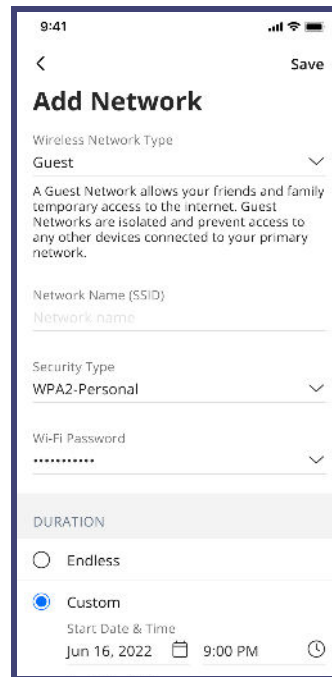 9:41
Save
Add Network
Wireless Network Type
Guest
A Guest Network allows your friends and family
temporary access to the internet. Guest
Networks are isolated and prevent access to
any other devices connected to your primary
network.
Network Name (SSID)
Network name
Security Type
WPA2-Personal
Wi-Fi Password
•••••••••••
DURATION
Endless
Custom
Start Date & Time
Jun 16, 2022 9:00 PM